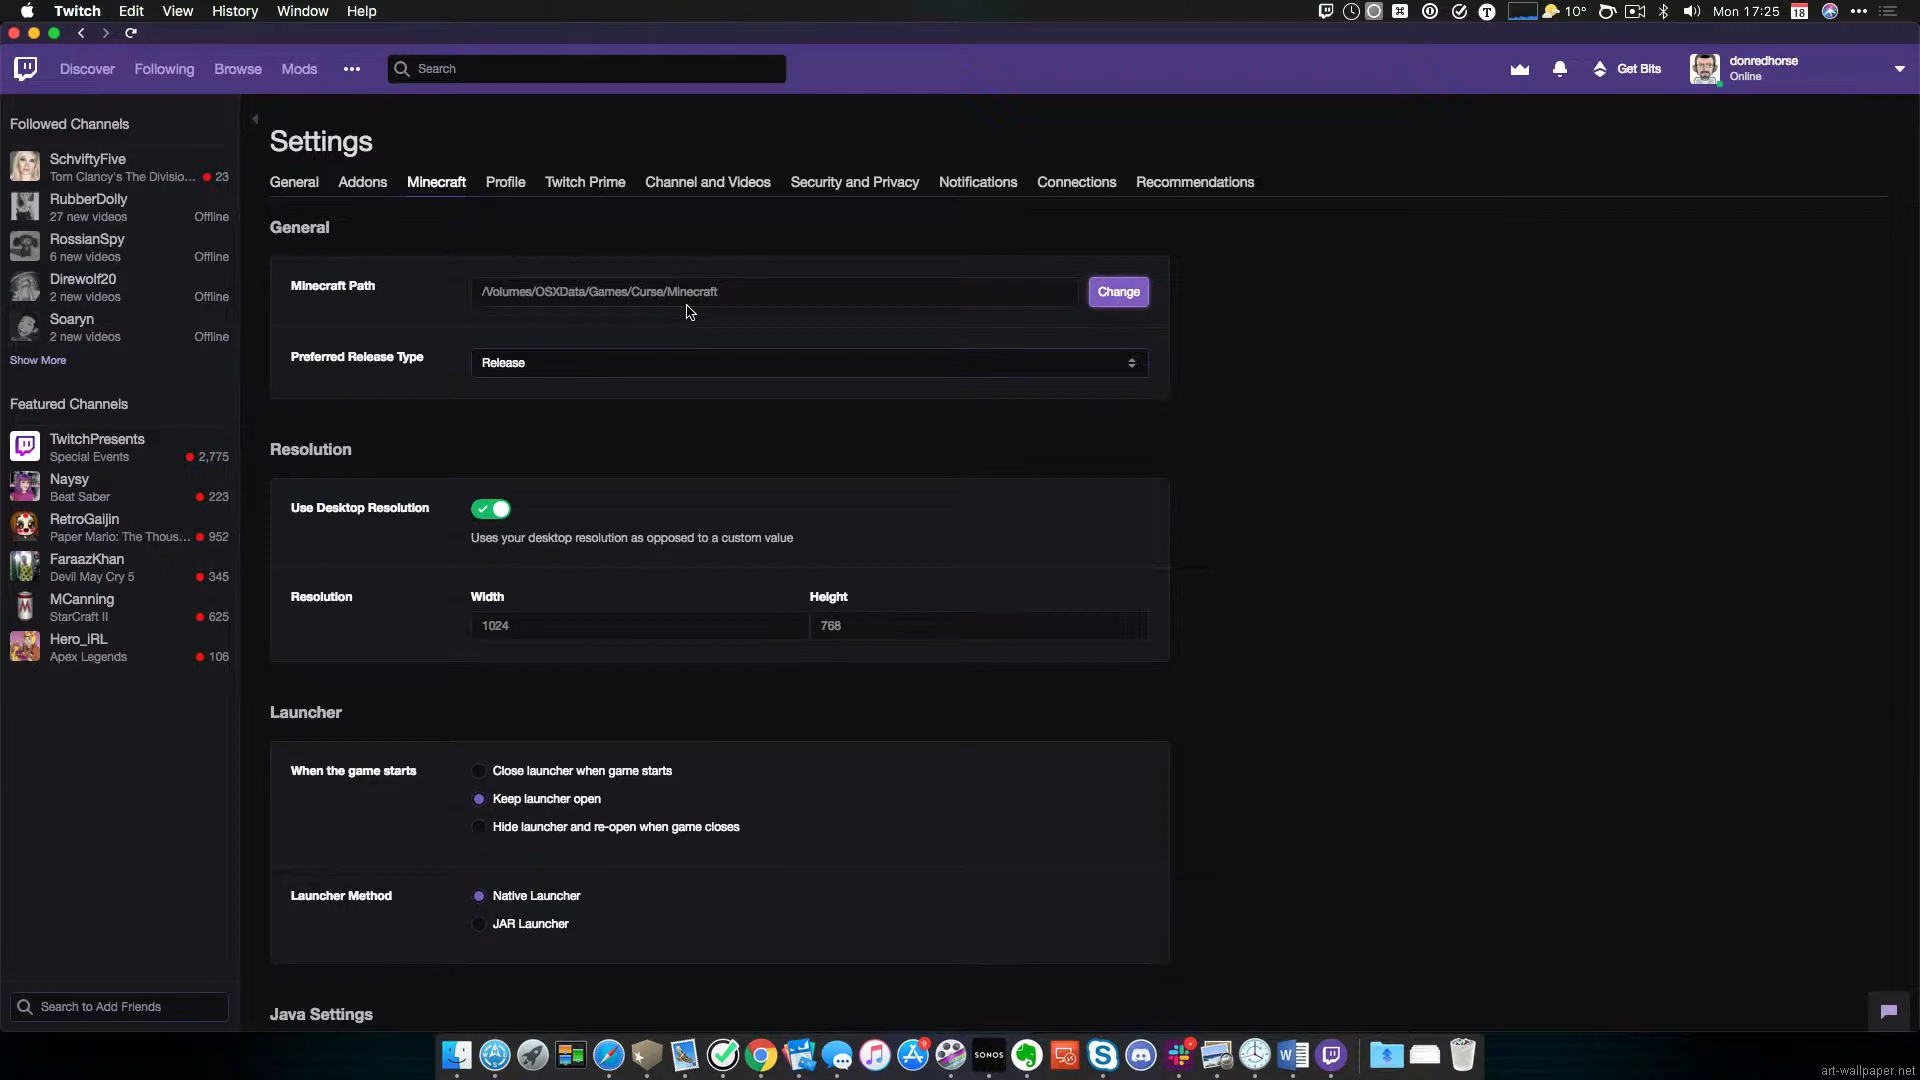 Twitch Edit View History Window Help
10° Mon 17:25 18
Discover Following Browse Mods Search Get Bits donredhorse
Online
Followed Channels
SchviftyFive
Tom Clancy's The Divisio... 23
RubberDolly
27 new videos Offline
RossianSpy
6 new videos Offline
Direwolf20
2 new videos Offline
Soaryn
2 new videos Offline
Show More
Featured Channels
TwitchPresents
Special Events 2,775
Naysy
Beat Saber 223
RetroGaijin
Paper Mario: The Thous... 952
FaraazKhan
Devil May Cry 5 345
MCanning
StarCraft II 625
Hero_iRL
Apex Legends 106
Search to Add Friends
Settings
General Addons Minecraft Profile Twitch Prime Channel and Videos Security and Privacy Notifications Connections Recommendations
General
Minecraft Path /Volumes/OSXData/Games/Curse/Minecraft Change
Preferred Release Type Release
Resolution
Use Desktop Resolution
Uses your desktop resolution as opposed to a custom value
Resolution Width Height
1024 768
Launcher
When the game starts Close launcher when game starts
Keep launcher open
Hide launcher and re-open when game closes
Launcher Method Native Launcher
JAR Launcher
Java Settings
SONOS
art-wallpaper.net